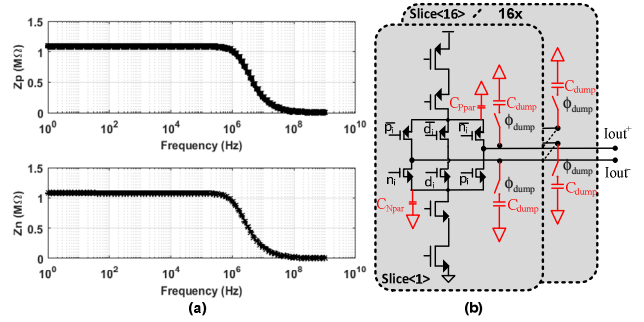 1.5
1
0.5
0
Zp (MΩ)
10^0 10^2 10^4 10^6 10^8 10^10
Frequency (Hz)
1.5
1
0.5
0
Zn (MΩ)
10^0 10^2 10^4 10^6 10^8 10^10
Frequency (Hz)
(a)
Slice<16> 16x
C_Ppar C_dump C_dump
ϕ_dump ϕ_dump
p̅_i d̅_i n̅_i
Iout^+
Iout^-
n_i d_i p_i
ϕ_dump ϕ_dump
C_Npar C_dump C_dump
Slice<1>
(b)